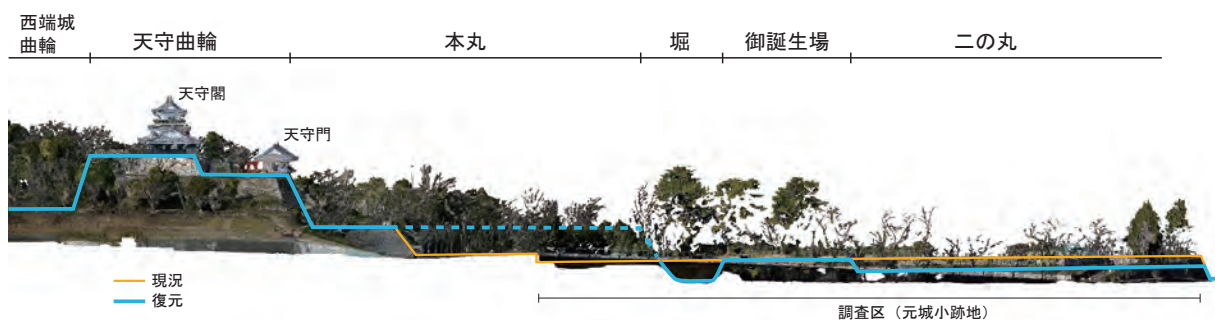 西端城
曲輪
天守曲輪
本丸
堀
御誕生場
二の丸
天守閣
天守門
現況
復元
調査区（元城小跡地）